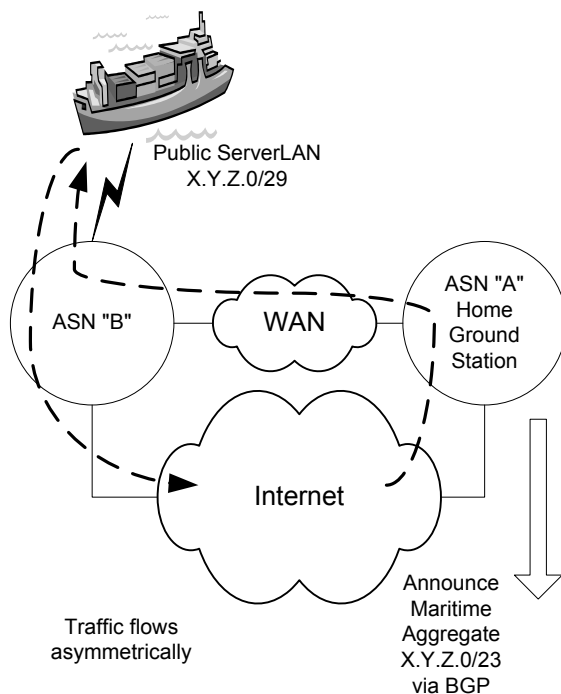 Public ServerLAN
X.Y.Z.0/29
ASN "B"
WAN
ASN "A"
Home
Ground
Station
Internet
Traffic flows
asymmetrically
Announce
Maritime
Aggregate
X.Y.Z.0/23
via BGP